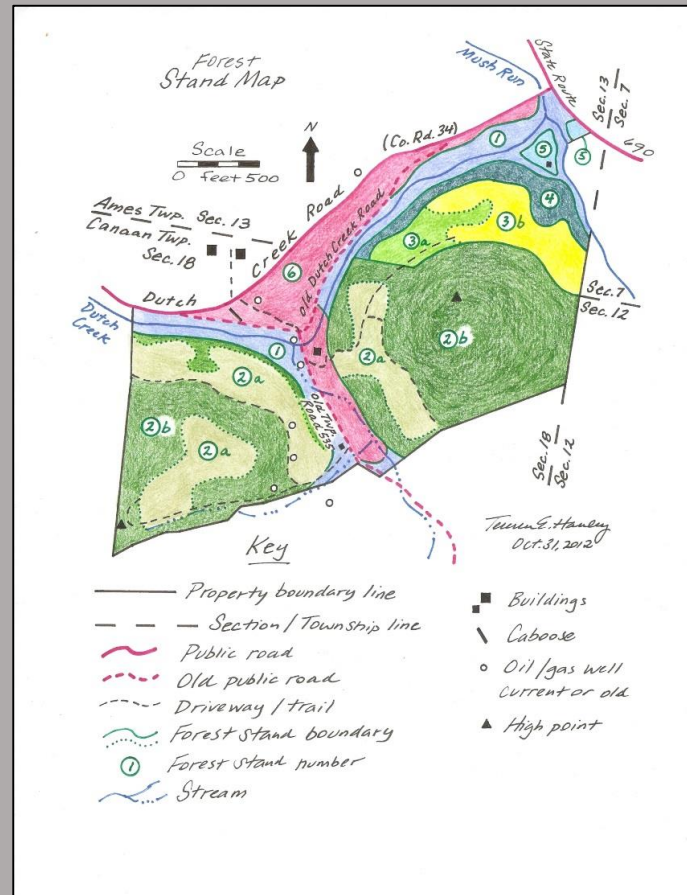 Forest
Stand Map
Scale
0 feet 500
N
Mush Run
State Route
690
Sec. 13
Sec. 7
(Co. Rd. 34)
1
5
5
4
3b
3a
Ames Twp. Sec. 13
Canaan Twp.
Sec. 18
Dutch Creek Road
Old Dutch Creek Road
6
Sec. 7
Sec. 12
Dutch
Creek
1
2a
2b
2a
2a
2b
Old Twp.
Road 535
Sec. 18
Sec. 12
Oct. 31, 2012
Key
Property boundary line
Section / Township line
Public road
Old public road
Driveway / trail
Forest stand boundary
1 Forest stand number
Stream
Buildings
Caboose
Oil/gas well
current or old
High point